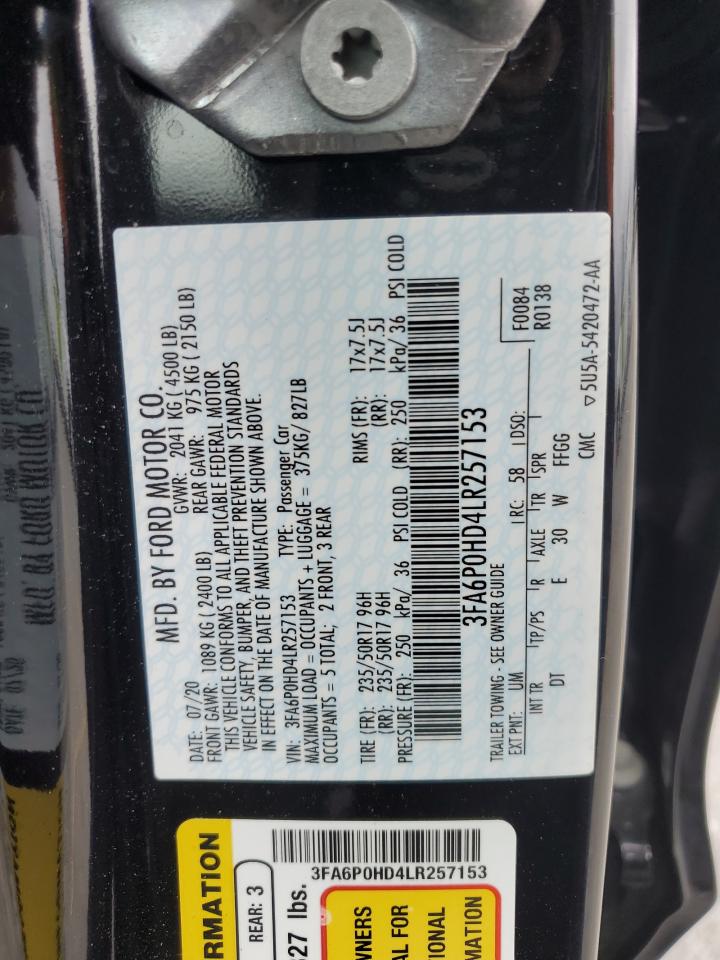 MFD. BY FORD MOTOR CO.
DATE: 07/20 GVWR: 2041 KG ( 4500 LB)
FRONT GAWR: 1089 KG ( 2400 LB) REAR GAWR: 975 KG ( 2150 LB)
THIS VEHICLE CONFORMS TO ALL APPLICABLE FEDERAL MOTOR
VEHICLE SAFETY, BUMPER, AND THEFT PREVENTION STANDARDS
IN EFFECT ON THE DATE OF MANUFACTURE SHOWN ABOVE.
VIN: 3FA6P0HD4LR257153 TYPE: Passenger Car
MAXIMUM LOAD = OCCUPANTS + LUGGAGE = 375KG/ 827LB
OCCUPANTS = 5 TOTAL; 2 FRONT, 3 REAR
TIRE (FR): 235/50R17 96H RIMS (FR): 17x7.5J
(RR): 235/50R17 96H (RR): 17x7.5J
PRESSURE (FR): 250 kPa/ 36 PSI COLD (RR): 250 kPa/ 36 PSI COLD
3FA6P0HD4LR257153
TRAILER TOWING - SEE OWNER GUIDE F0084
R0138
EXT PNT: UM RC: 58 DSO:
INT TR TP/PS R AXLE TR SPR
DT E 30 W FFGG
CMC ▽5U5A-5420472-AA
RMATION
REAR: 3
827 lbs.
3FA6P0HD4LR257153
WNERS
AL FOR
TIONAL
MATION